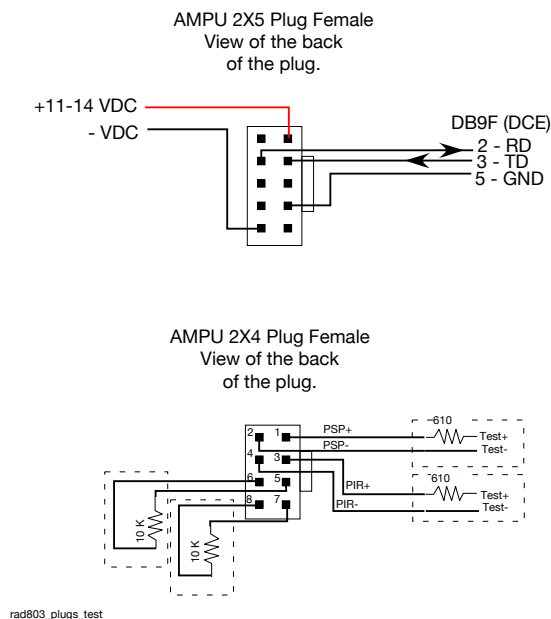 AMPU 2X5 Plug Female
View of the back
of the plug.
+11-14 VDC
- VDC
DB9F (DCE)
2 - RD
3 - TD
5 - GND
AMPU 2X4 Plug Female
View of the back
of the plug.
2 1
4 3
6 5
8 7
PSP+
PSP-
PIR+
PIR-
610
Test+
Test-
610
Test+
Test-
10 K
10 K
rad803_plugs_test